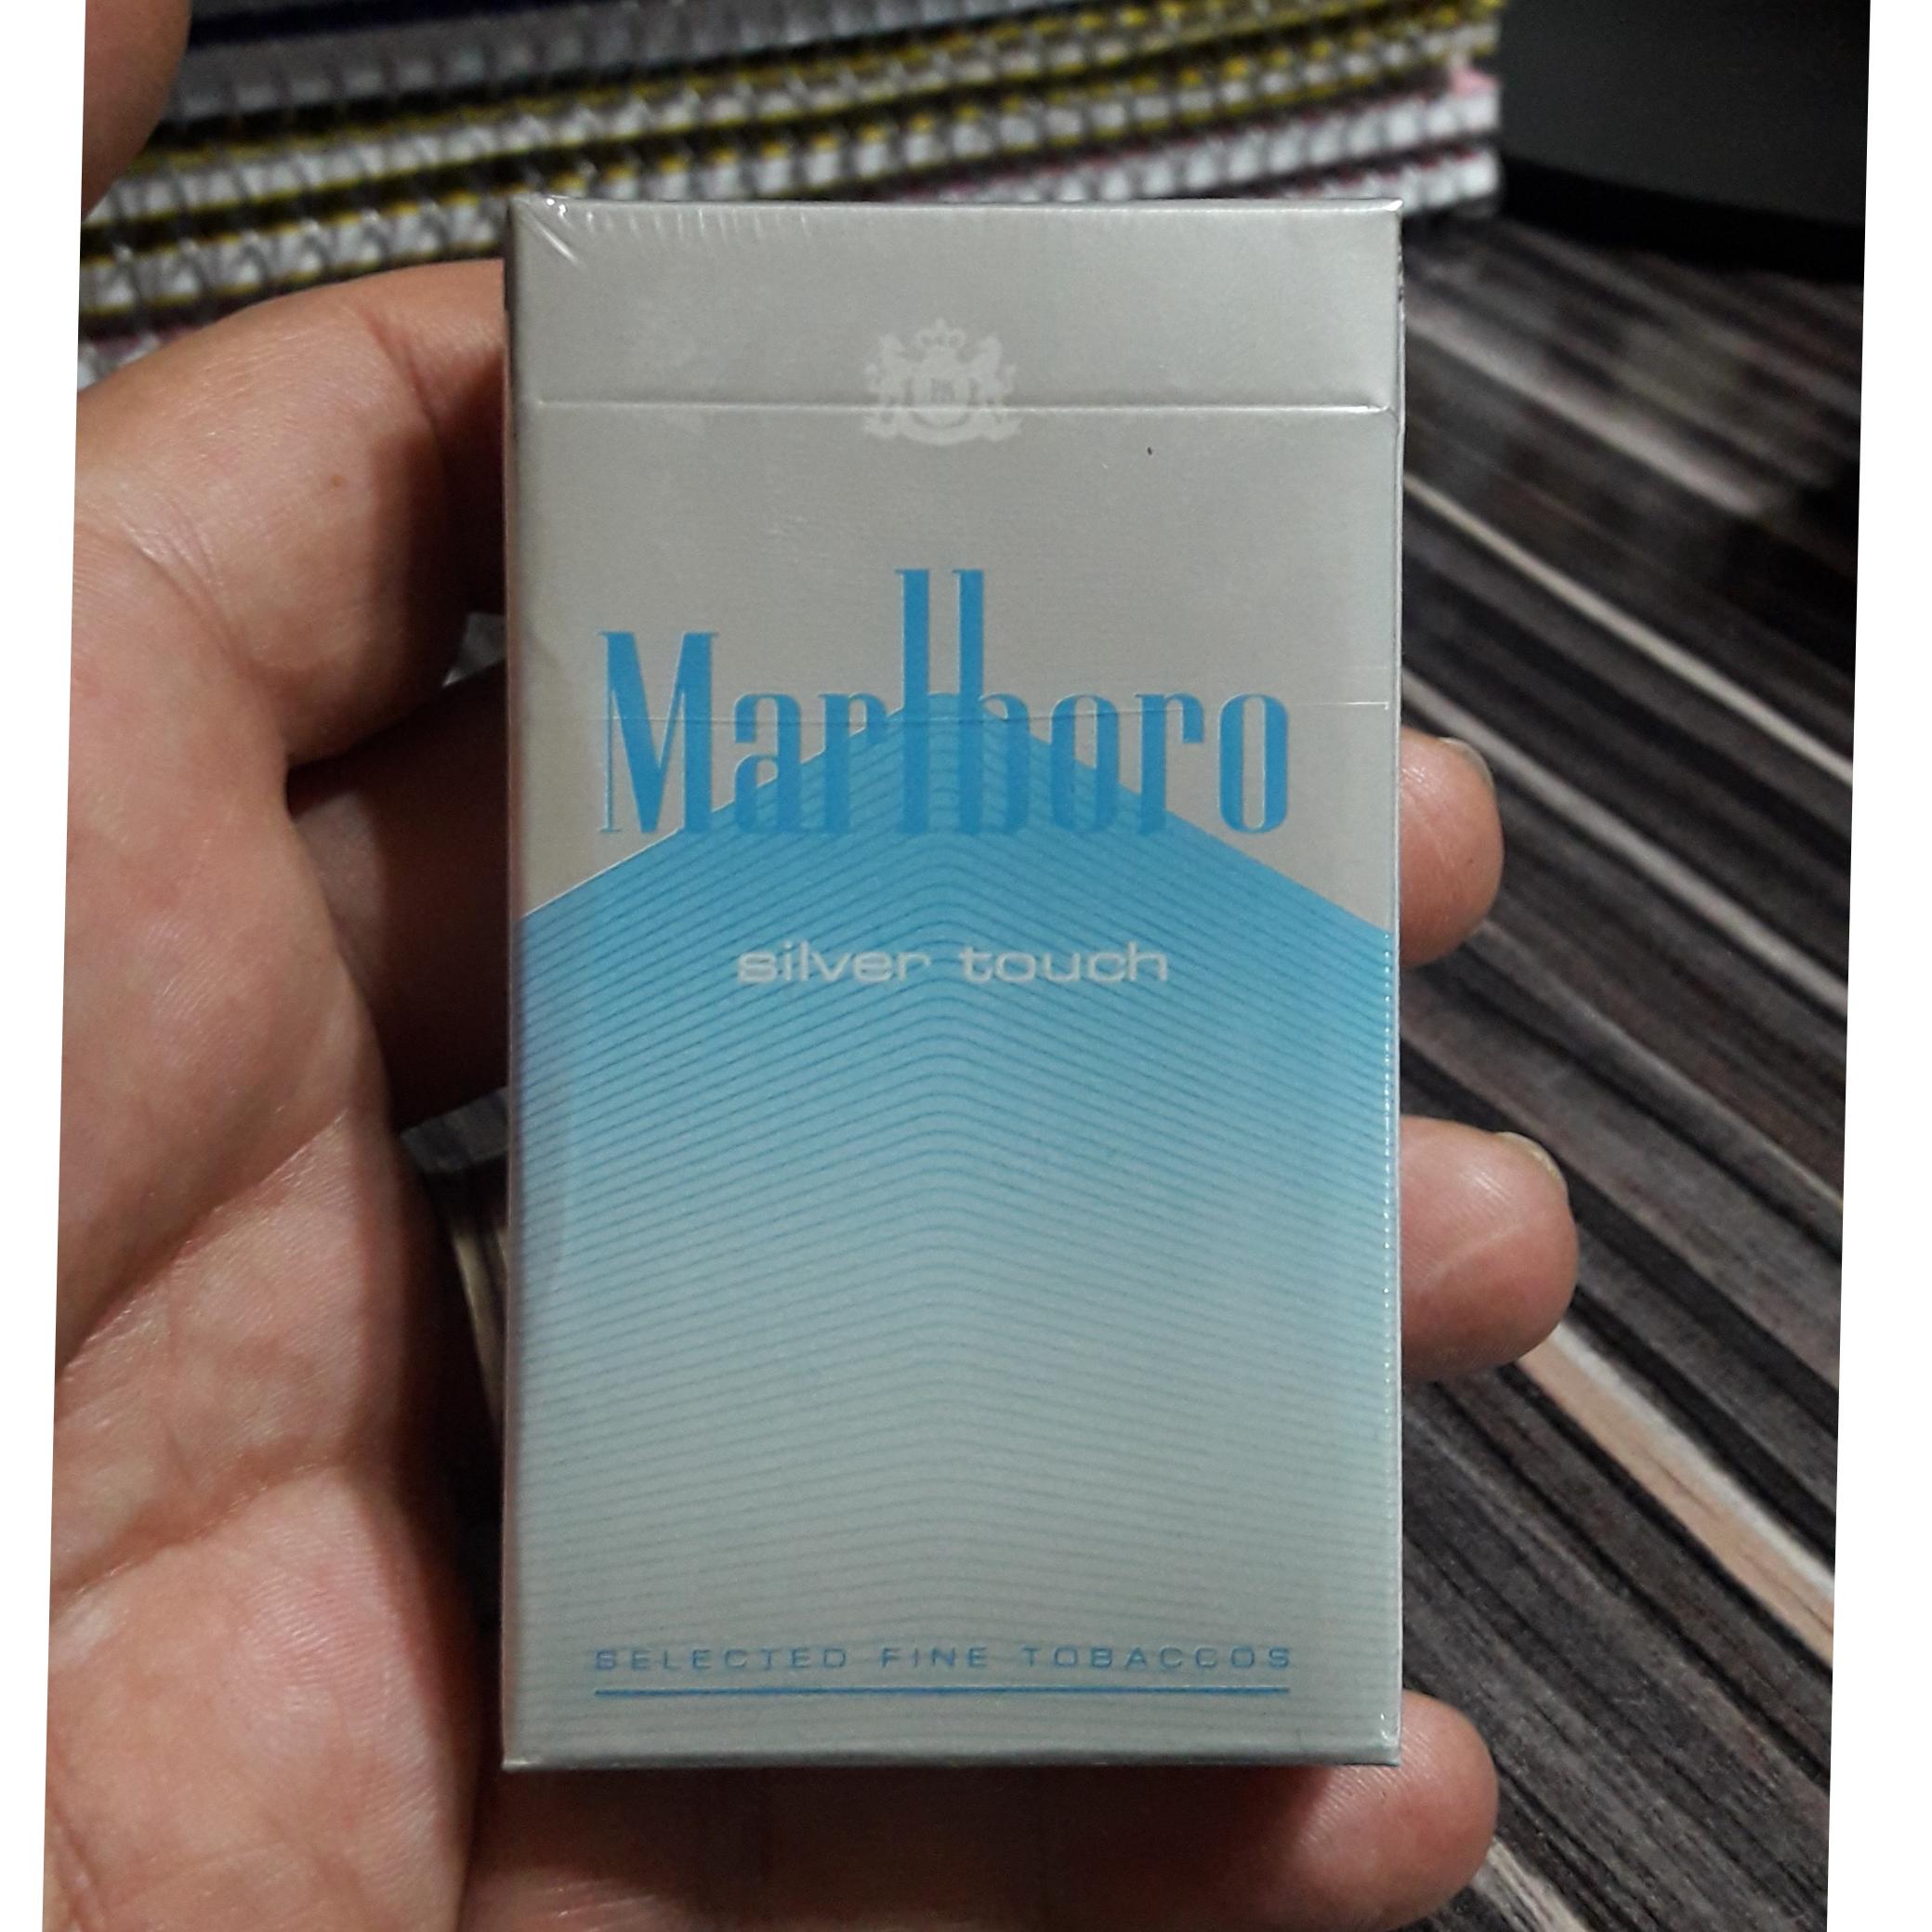 Marlboro
silver touch
SELECTED FINE TOBACCOS